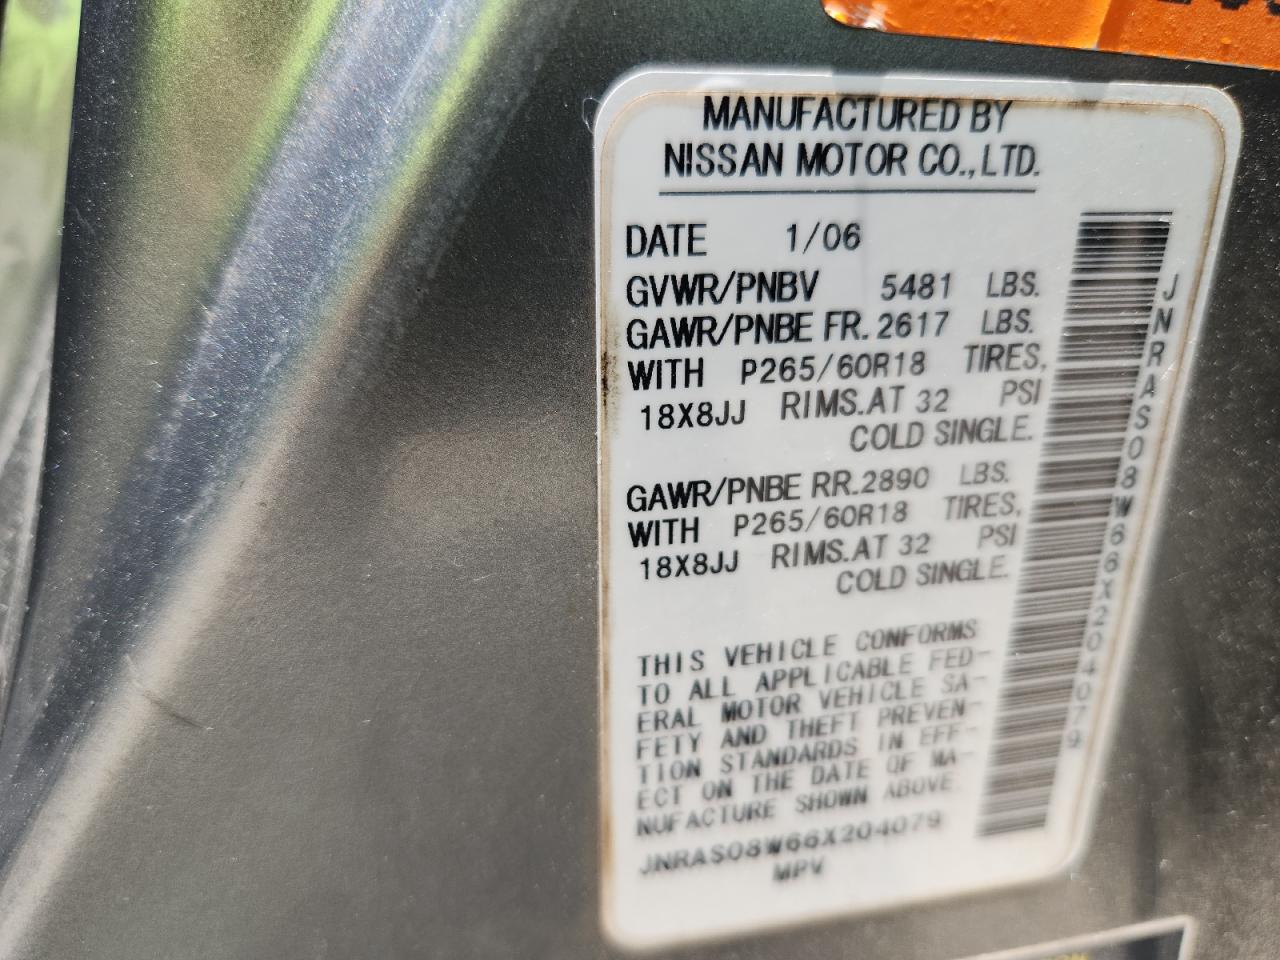 MANUFACTURED BY
NISSAN MOTOR CO.,LTD.
DATE 1/06
GVWR/PNBV 5481 LBS.
GAWR/PNBE FR. 2617 LBS.
WITH P265/60R18 TIRES,
18X8JJ RIMS.AT 32 PSI
COLD SINGLE.
GAWR/PNBE RR.2890 LBS.
WITH P265/60R18 TIRES,
18X8JJ RIMS.AT 32 PSI
COLD SINGLE.
THIS VEHICLE CONFORMS
TO ALL APPLICABLE FED-
ERAL MOTOR VEHICLE SA-
FETY AND THEFT PREVEN-
TION STANDARDS IN EFF-
ECT ON THE DATE OF MA-
NUFACTURE SHOWN ABOVE.
JNRAS08W66X204079
MPV
JNRAS08W66X204079